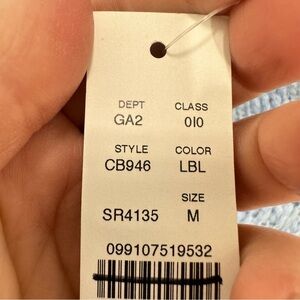 DEPT CLASS
GA2 010
STYLE COLOR
CB946 LBL
SIZE
SR4135 M
099107519532